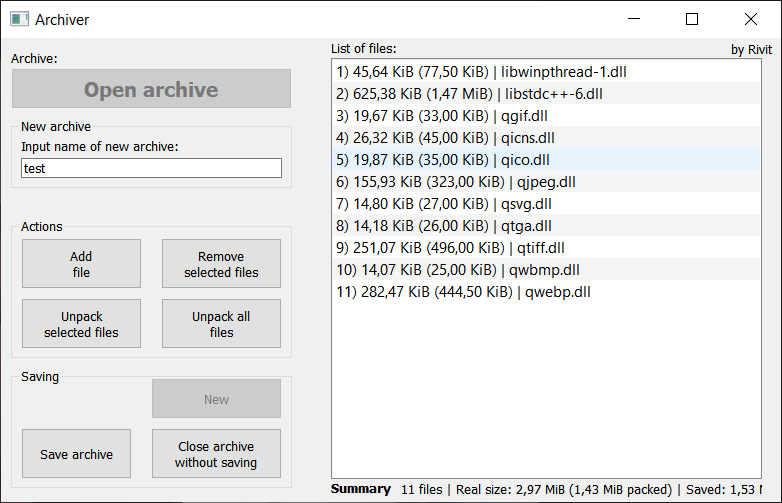 Archiver
Archive:
Open archive
New archive
Input name of new archive:
test
Actions
Add
file
Remove
selected files
Unpack
selected files
Unpack all
files
Saving
New
Save archive
Close archive
without saving
List of files:
by Rivit
1) 45,64 KiB (77,50 KiB) | libwinpthread-1.dll
2) 625,38 KiB (1,47 MiB) | libstdc++-6.dll
3) 19,67 KiB (33,00 KiB) | qgif.dll
4) 26,32 KiB (45,00 KiB) | qicns.dll
5) 19,87 KiB (35,00 KiB) | qico.dll
6) 155,93 KiB (323,00 KiB) | qjpeg.dll
7) 14,80 KiB (27,00 KiB) | qsvg.dll
8) 14,18 KiB (26,00 KiB) | qtga.dll
9) 251,07 KiB (496,00 KiB) | qtiff.dll
10) 14,07 KiB (25,00 KiB) | qwbmp.dll
11) 282,47 KiB (444,50 KiB) | qwebp.dll
Summary 11 files | Real size: 2,97 MiB (1,43 MiB packed) | Saved: 1,53